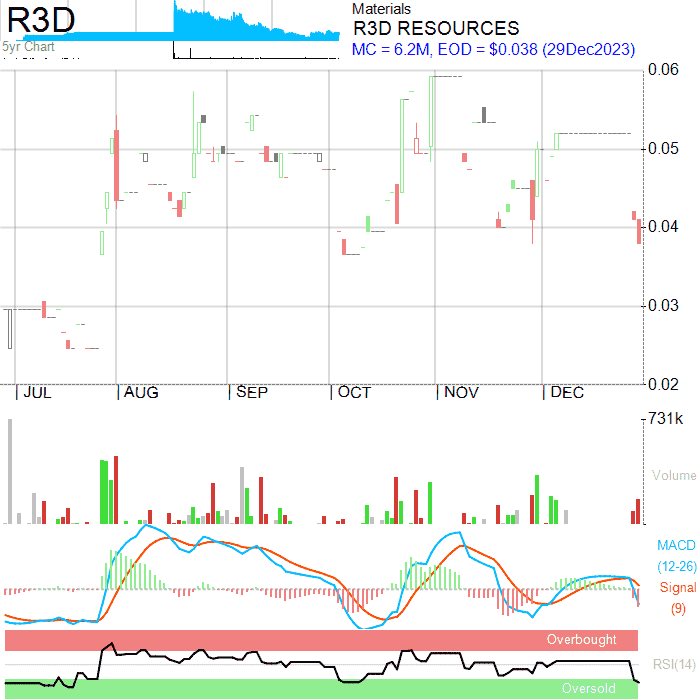 R3D
5yr Chart
Materials
R3D RESOURCES
MC = 6.2M, EOD = $0.038 (29Dec2023)
0.06
0.05
0.04
0.03
0.02
JUL AUG SEP OCT NOV DEC
731k
Volume
MACD
(12-26)
Signal
(9)
Overbought
RSI(14)
Oversold